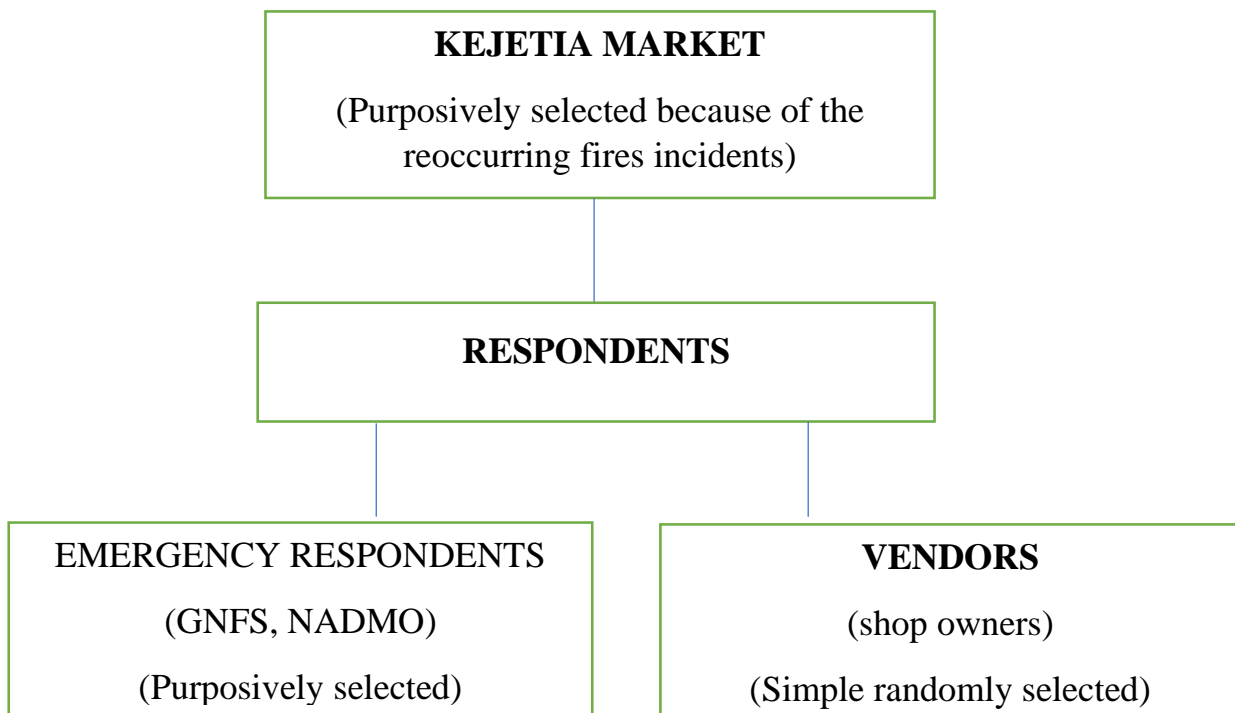 KEJETIA MARKET
(Purposively selected because of the
reoccurring fires incidents)
RESPONDENTS
EMERGENCY RESPONDENTS
(GNFS, NADMO)
(Purposively selected)
VENDORS
(shop owners)
(Simple randomly selected)